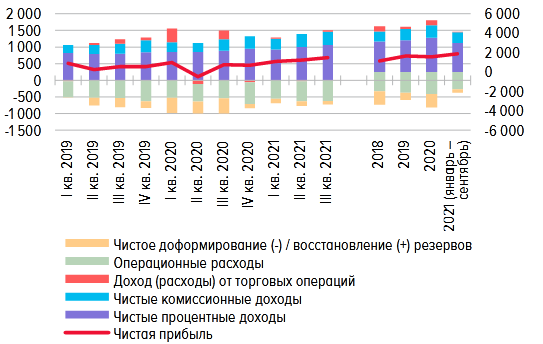 2 000
1 500
1 000
500
0
-500
-1 000
-1 500
6 000
4 000
2 000
0
-2 000
-4 000
-6 000
I кв. 2019
II кв. 2019
III кв. 2019
IV кв. 2019
I кв. 2020
II кв. 2020
III кв. 2020
IV кв. 2020
I кв. 2021
II кв. 2021
III кв. 2021
2018
2019
2020
2021 (январь —
сентябрь)
Чистое доформирование (-) / восстановление (+) резервов
Операционные расходы
Доход (расходы) от торговых операций
Чистые комиссионные доходы
Чистые процентные доходы
Чистая прибыль